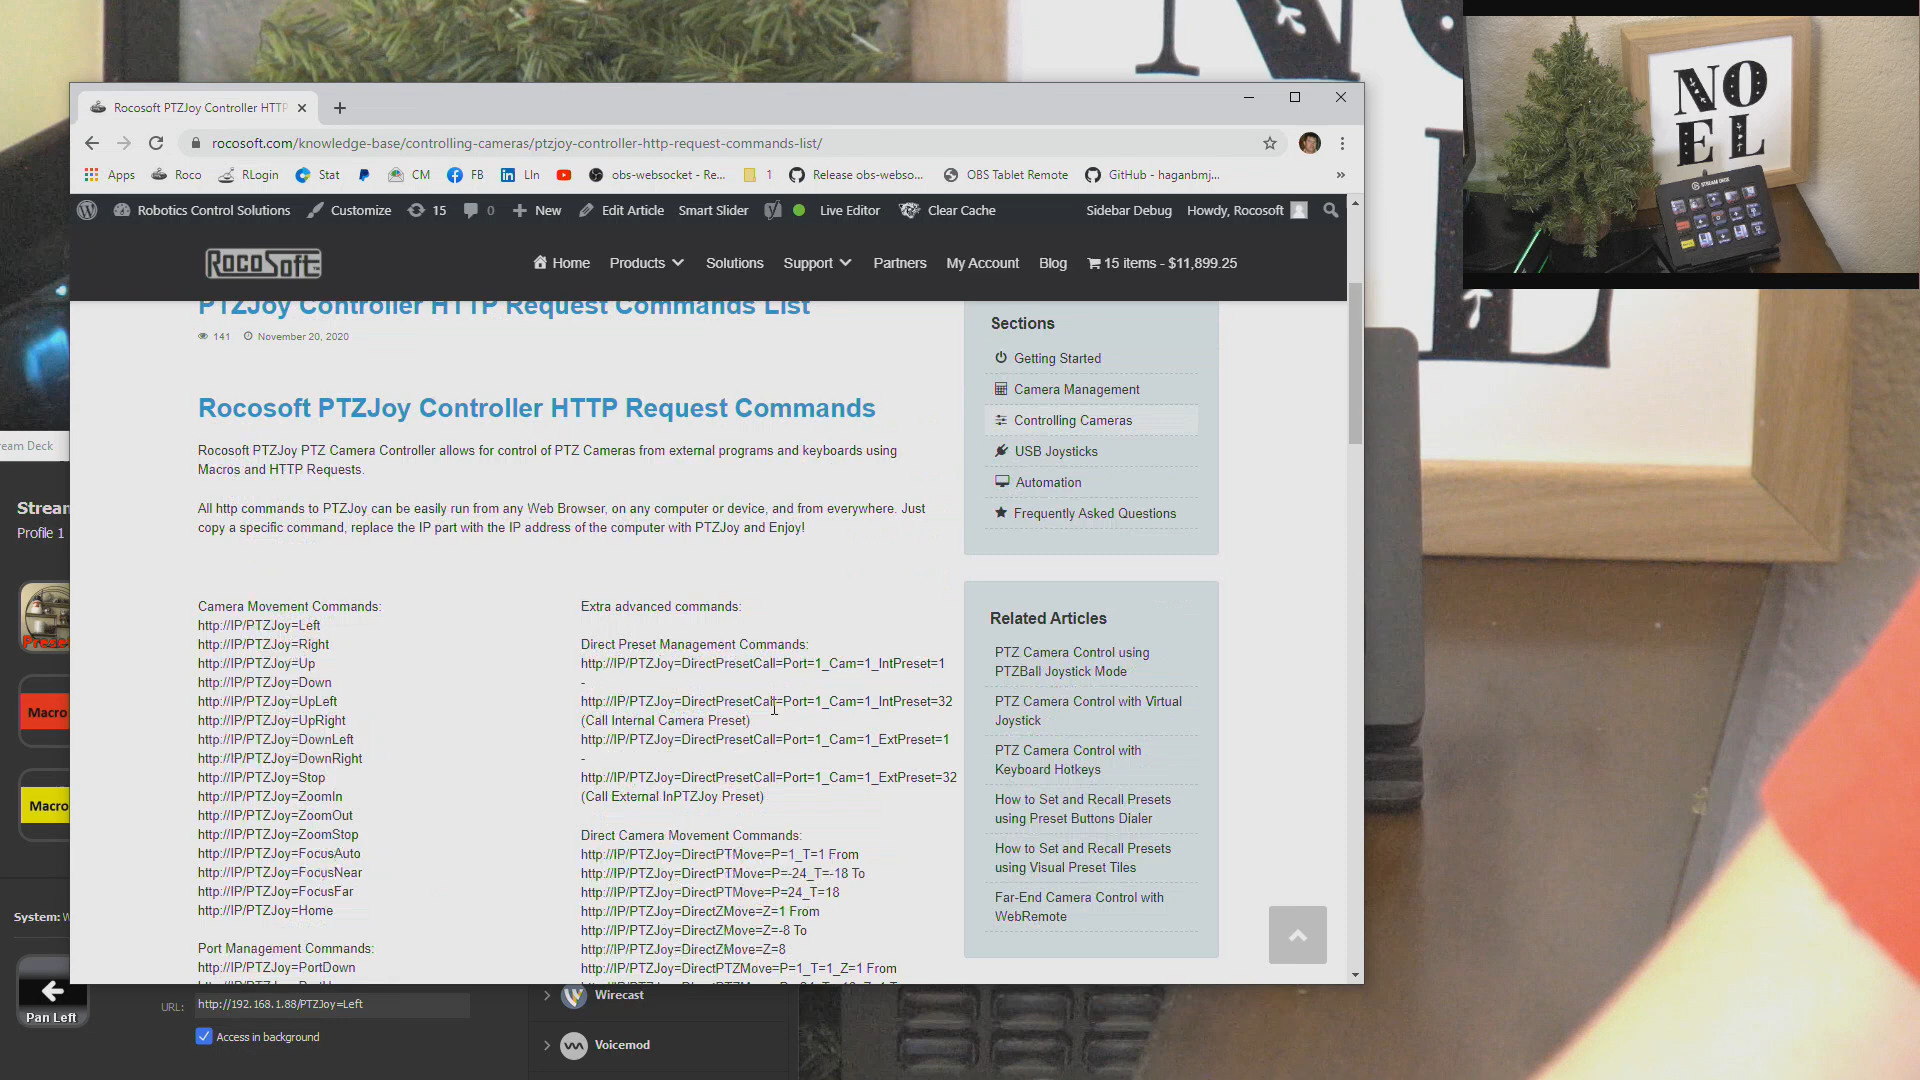 Rocosoft PTZJoy Controller HTTP
rocosoft.com/knowledge-base/controlling-cameras/ptzjoy-controller-http-request-commands-list/
Apps
Roco
RLogin
Stat
CM
FB
LIn
obs-websocket - Re...
1
Release obs-webso...
OBS Tablet Remote
GitHub - haganbmj...
»
Robotics Control Solutions
Customize
15
0
New
Edit Article
Smart Slider
Live Editor
Clear Cache
Sidebar Debug
Howdy, Rocosoft
RocoSoft
Home
Products
Solutions
Support
Partners
My Account
Blog
15 items - $11,899.25
PTZJoy Controller HTTP Request Commands List
141
November 20, 2020
Rocosoft PTZJoy Controller HTTP Request Commands
Rocosoft PTZJoy PTZ Camera Controller allows for control of PTZ Cameras from external programs and keyboards using
Macros and HTTP Requests.
All http commands to PTZJoy can be easily run from any Web Browser, on any computer or device, and from everywhere. Just
copy a specific command, replace the IP part with the IP address of the computer with PTZJoy and Enjoy!
Camera Movement Commands:
http://IP/PTZJoy=Left
http://IP/PTZJoy=Right
http://IP/PTZJoy=Up
http://IP/PTZJoy=Down
http://IP/PTZJoy=UpLeft
http://IP/PTZJoy=UpRight
http://IP/PTZJoy=DownLeft
http://IP/PTZJoy=DownRight
http://IP/PTZJoy=Stop
http://IP/PTZJoy=ZoomIn
http://IP/PTZJoy=ZoomOut
http://IP/PTZJoy=ZoomStop
http://IP/PTZJoy=FocusAuto
http://IP/PTZJoy=FocusNear
http://IP/PTZJoy=FocusFar
http://IP/PTZJoy=Home
Port Management Commands:
http://IP/PTZJoy=PortDown
Extra advanced commands:
Direct Preset Management Commands:
http://IP/PTZJoy=DirectPresetCall=Port=1_Cam=1_IntPreset=1
-
http://IP/PTZJoy=DirectPresetCall=Port=1_Cam=1_IntPreset=32
(Call Internal Camera Preset)
http://IP/PTZJoy=DirectPresetCall=Port=1_Cam=1_ExtPreset=1
-
http://IP/PTZJoy=DirectPresetCall=Port=1_Cam=1_ExtPreset=32
(Call External InPTZJoy Preset)
Direct Camera Movement Commands:
http://IP/PTZJoy=DirectPTMove=P=1_T=1 From
http://IP/PTZJoy=DirectPTMove=P=-24_T=-18 To
http://IP/PTZJoy=DirectPTMove=P=24_T=18
http://IP/PTZJoy=DirectZMove=Z=1 From
http://IP/PTZJoy=DirectZMove=Z=-8 To
http://IP/PTZJoy=DirectZMove=Z=8
http://IP/PTZJoy=DirectPTZMove=P=1_T=1_Z=1 From
Sections
Getting Started
Camera Management
Controlling Cameras
USB Joysticks
Automation
Frequently Asked Questions
Related Articles
PTZ Camera Control using
PTZBall Joystick Mode
PTZ Camera Control with Virtual
Joystick
PTZ Camera Control with
Keyboard Hotkeys
How to Set and Recall Presets
using Preset Buttons Dialer
How to Set and Recall Presets
using Visual Preset Tiles
Far-End Camera Control with
WebRemote
NO
EL
STREAM DECK
ream Deck
Stream
Profile 1
Prese
Macro
Macro
System: W
Pan Left
URL:
http://192.168.1.88/PTZJoy=Left
Access in background
Wirecast
Voicemod